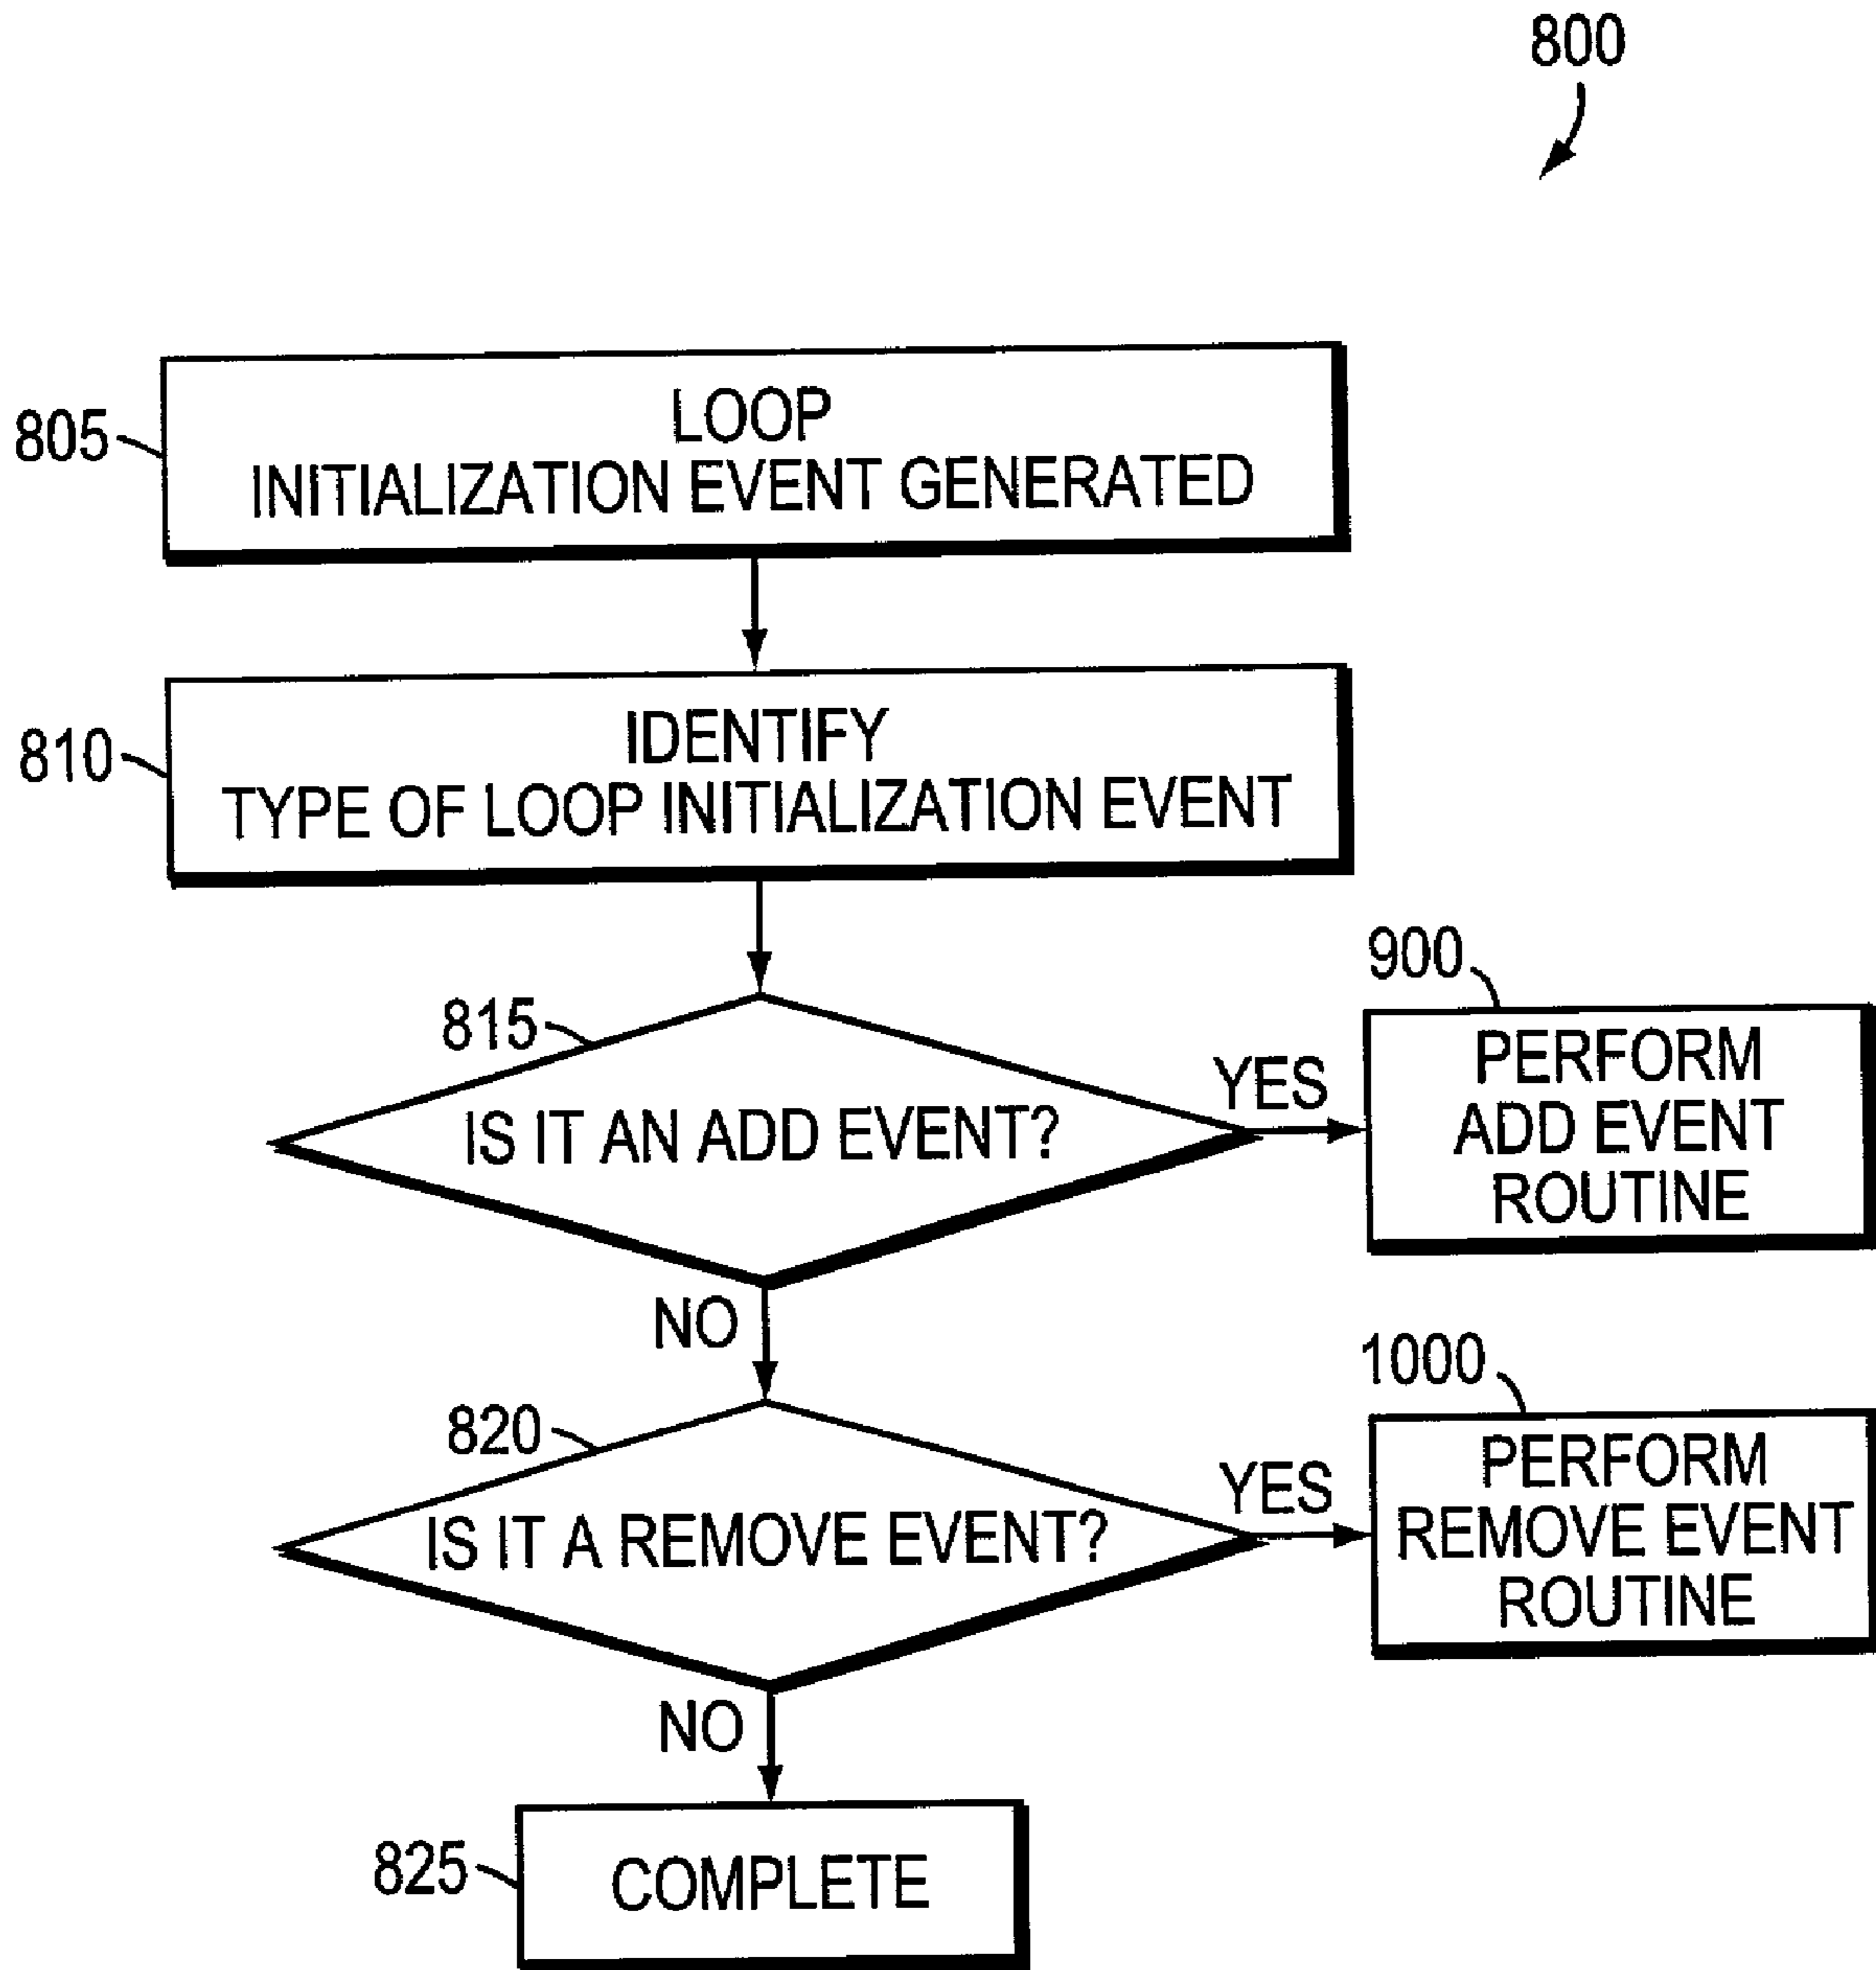 800
805
LOOP
INITIALIZATION EVENT GENERATED
810
IDENTIFY
TYPE OF LOOP INITIALIZATION EVENT
815
IS IT AN ADD EVENT?
YES
900
PERFORM
ADD EVENT
ROUTINE
NO
820
IS IT A REMOVE EVENT?
YES
1000
PERFORM
REMOVE EVENT
ROUTINE
NO
825
COMPLETE